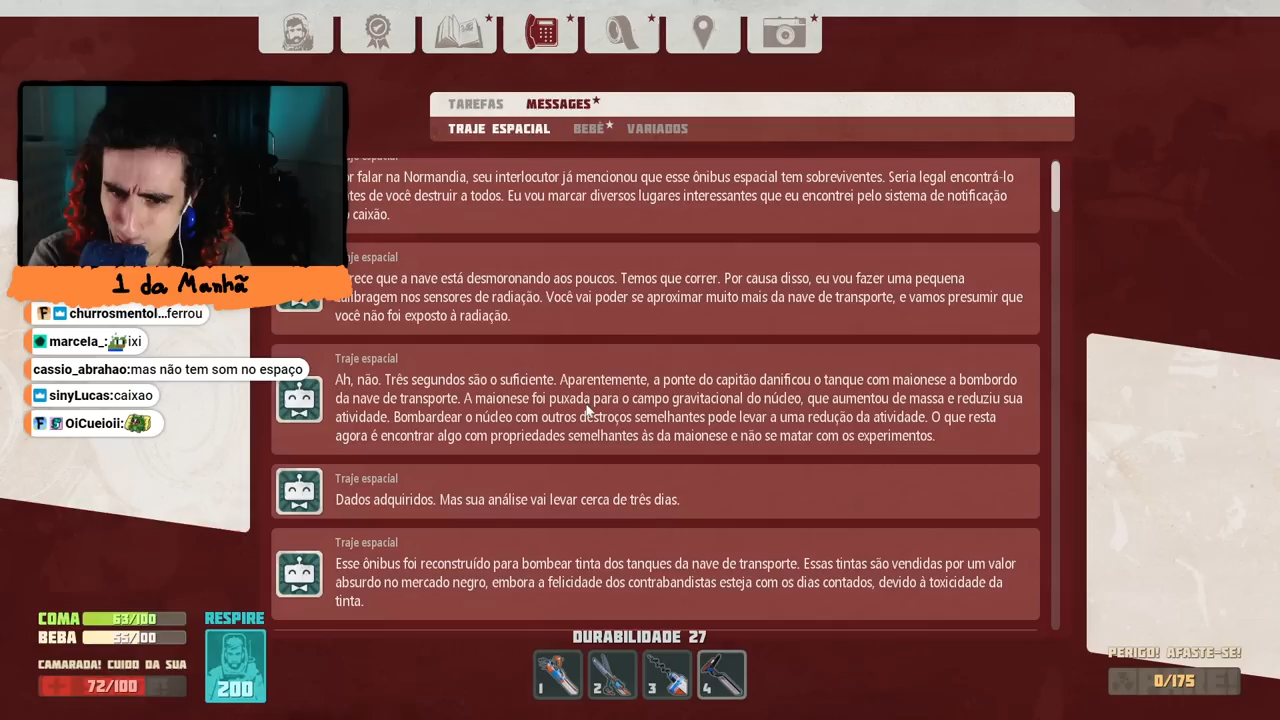 TAREFAS MESSAGES
TRAJE ESPACIAL BEBÊ VARIADOS
falar na Normandia, seu interlocutor já mencionou que esse ônibus espacial tem sobreviventes. Seria legal encontrá-lo
de você destruir a todos. Eu vou marcar diversos lugares interessantes que eu encontrei pelo sistema de notificação
caixão.
espacial
que a nave está desmoronando aos poucos. Temos que correr. Por causa disso, eu vou fazer uma pequena
nos sensores de radiação. Você vai poder se aproximar muito mais da nave de transporte, e vamos presumir que
você não foi exposto à radiação.
Traje espacial
Ah, não. Três segundos são o suficiente. Aparentemente, a ponte do capitão danificou o tanque com maionese a bombordo
da nave de transporte. A maionese foi puxada para o campo gravitacional do núcleo, que aumentou de massa e reduziu sua
atividade. Bombardear o núcleo com outros destroços semelhantes pode levar a uma redução da atividade. O que resta
agora é encontrar algo com propriedades semelhantes às da maionese e não se matar com os experimentos.
Traje espacial
Dados adquiridos. Mas sua análise vai levar cerca de três dias.
Traje espacial
Esse ônibus foi reconstruído para bombear tinta dos tanques da nave de transporte. Essas tintas são vendidas por um valor
absurdo no mercado negro, embora a felicidade dos contrabandistas esteja com os dias contados, devido à toxicidade da
tinta.
1 da Manhã
churrosmentol...ferrou
marcela_: ixi
cassio_abrahao:mas não tem som no espaço
sinyLucas:caixao
OiCueioii:
COMA 63/100
BEBA 55/00
CAMARADA! CUIDO DA SUA
72/100
RESPIRE
200
DURABILIDADE 27
1 2 3 4
PERIGO! AFASTE-SE!
0/175